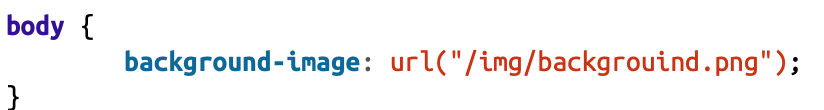 body {
background-image: url("/img/backgrouind.png");
}